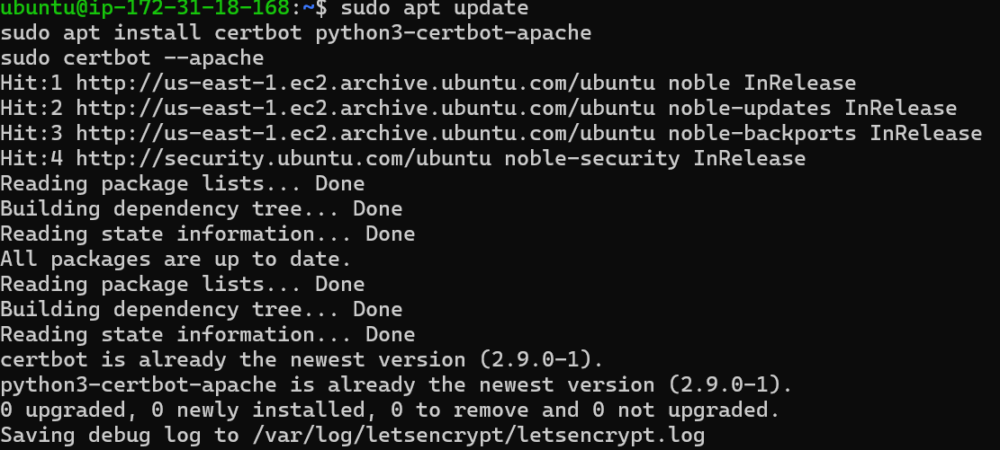 ubuntu@ip-172-31-18-168:~$ sudo apt update
sudo apt install certbot python3-certbot-apache
sudo certbot --apache
Hit:1 http://us-east-1.ec2.archive.ubuntu.com/ubuntu noble InRelease
Hit:2 http://us-east-1.ec2.archive.ubuntu.com/ubuntu noble-updates InRelease
Hit:3 http://us-east-1.ec2.archive.ubuntu.com/ubuntu noble-backports InRelease
Hit:4 http://security.ubuntu.com/ubuntu noble-security InRelease
Reading package lists... Done
Building dependency tree... Done
Reading state information... Done
All packages are up to date.
Reading package lists... Done
Building dependency tree... Done
Reading state information... Done
certbot is already the newest version (2.9.0-1).
python3-certbot-apache is already the newest version (2.9.0-1).
0 upgraded, 0 newly installed, 0 to remove and 0 not upgraded.
Saving debug log to /var/log/letsencrypt/letsencrypt.log